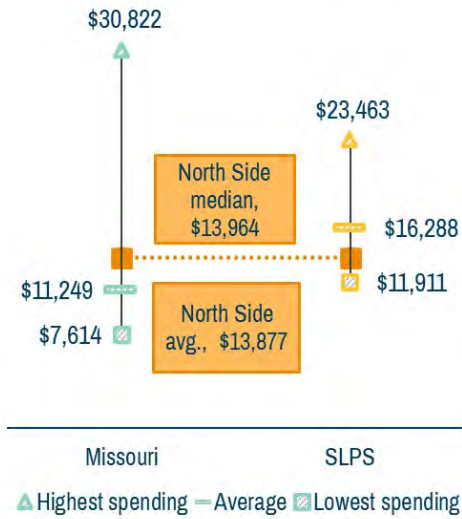 $30,822
$23,463
North Side
median,
$13,964
$16,288
$11,249
$11,911
North Side
avg., $13,877
$7,614
Missouri
SLPS
Highest spending
Average
Lowest spending